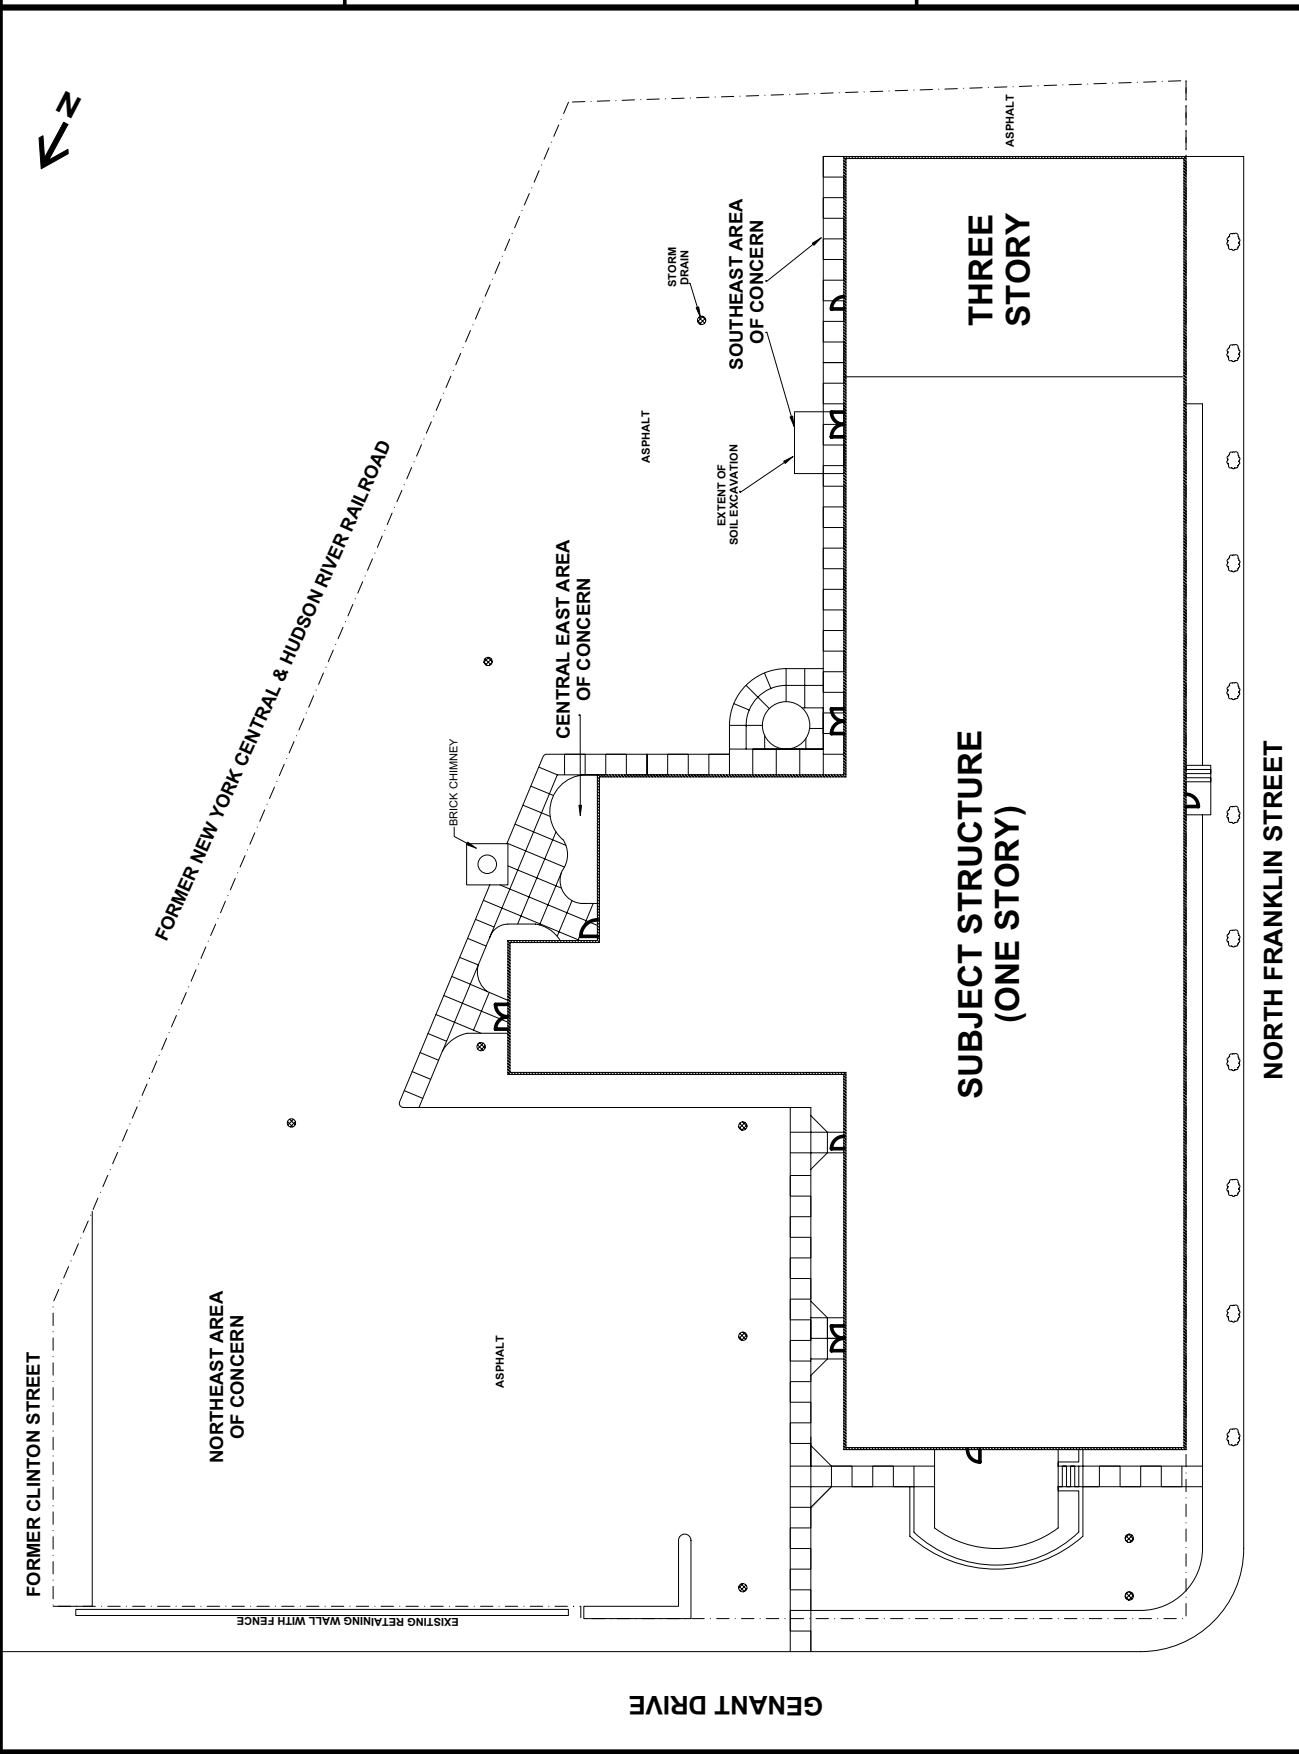 N
ASPHALT
THREE
STORY
SOUTHEAST AREA
OF CONCERN
STORM
DRAIN
ASPHALT
EXTENT OF
SOIL EXCAVATION
FORMER NEW YORK CENTRAL & HUDSON RIVER RAILROAD
CENTRAL EAST AREA
OF CONCERN
BRICK CHIMNEY
SUBJECT STRUCTURE
(ONE STORY)
NORTH FRANKLIN STREET
NORTHEAST AREA
OF CONCERN
ASPHALT
FORMER CLINTON STREET
EXISTING RETAINING WALL WITH FENCE
GENANT DRIVE